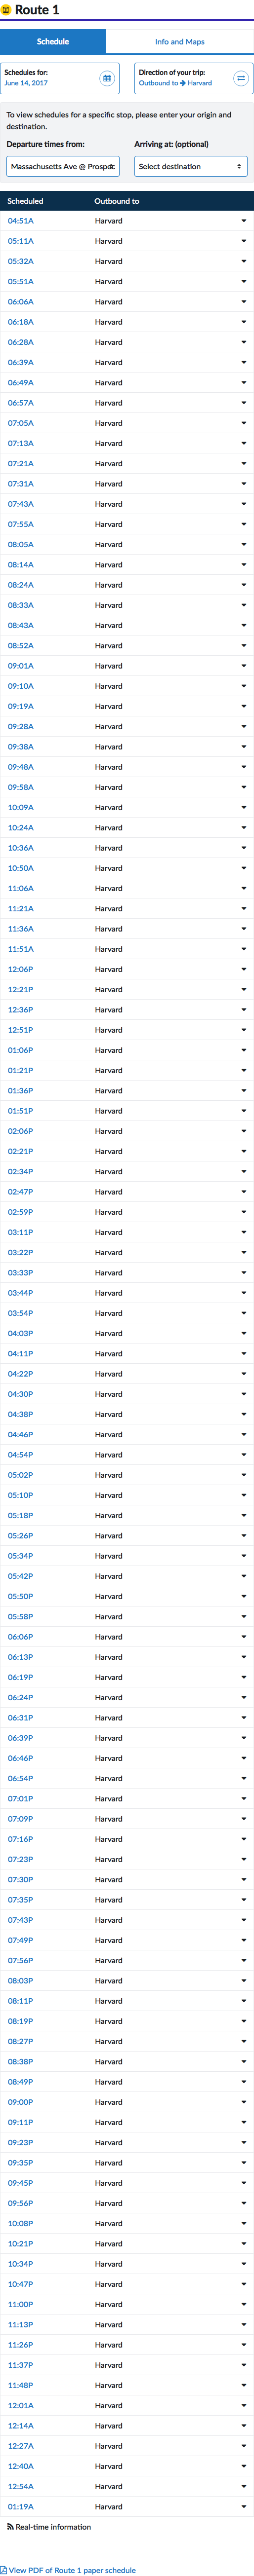 Route 1
Schedule
Info and Maps
Schedules for:
June 14, 2017
Direction of your trip:
Outbound to Harvard
To view schedules for a specific stop, please enter your origin and
destination.
Departure times from:
Arriving at: (optional)
Massachusetts Ave @ Prospec
Select destination
Scheduled Outbound to
04:51A Harvard
05:11A Harvard
05:32A Harvard
05:51A Harvard
06:06A Harvard
06:18A Harvard
06:28A Harvard
06:39A Harvard
06:49A Harvard
06:57A Harvard
07:05A Harvard
07:13A Harvard
07:21A Harvard
07:31A Harvard
07:43A Harvard
07:55A Harvard
08:05A Harvard
08:14A Harvard
08:24A Harvard
08:33A Harvard
08:43A Harvard
08:52A Harvard
09:01A Harvard
09:10A Harvard
09:19A Harvard
09:28A Harvard
09:38A Harvard
09:48A Harvard
09:58A Harvard
10:09A Harvard
10:24A Harvard
10:36A Harvard
10:50A Harvard
11:06A Harvard
11:21A Harvard
11:36A Harvard
11:51A Harvard
12:06P Harvard
12:21P Harvard
12:36P Harvard
12:51P Harvard
01:06P Harvard
01:21P Harvard
01:36P Harvard
01:51P Harvard
02:06P Harvard
02:21P Harvard
02:34P Harvard
02:47P Harvard
02:59P Harvard
03:11P Harvard
03:22P Harvard
03:33P Harvard
03:44P Harvard
03:54P Harvard
04:03P Harvard
04:11P Harvard
04:22P Harvard
04:30P Harvard
04:38P Harvard
04:46P Harvard
04:54P Harvard
05:02P Harvard
05:10P Harvard
05:18P Harvard
05:26P Harvard
05:34P Harvard
05:42P Harvard
05:50P Harvard
05:58P Harvard
06:06P Harvard
06:13P Harvard
06:19P Harvard
06:24P Harvard
06:31P Harvard
06:39P Harvard
06:46P Harvard
06:54P Harvard
07:01P Harvard
07:09P Harvard
07:16P Harvard
07:23P Harvard
07:30P Harvard
07:35P Harvard
07:43P Harvard
07:49P Harvard
07:56P Harvard
08:03P Harvard
08:11P Harvard
08:19P Harvard
08:27P Harvard
08:38P Harvard
08:49P Harvard
09:00P Harvard
09:11P Harvard
09:23P Harvard
09:35P Harvard
09:45P Harvard
09:56P Harvard
10:08P Harvard
10:21P Harvard
10:34P Harvard
10:47P Harvard
11:00P Harvard
11:13P Harvard
11:26P Harvard
11:37P Harvard
11:48P Harvard
12:01A Harvard
12:14A Harvard
12:27A Harvard
12:40A Harvard
12:54A Harvard
01:19A Harvard
Real-time information
View PDF of Route 1 paper schedule